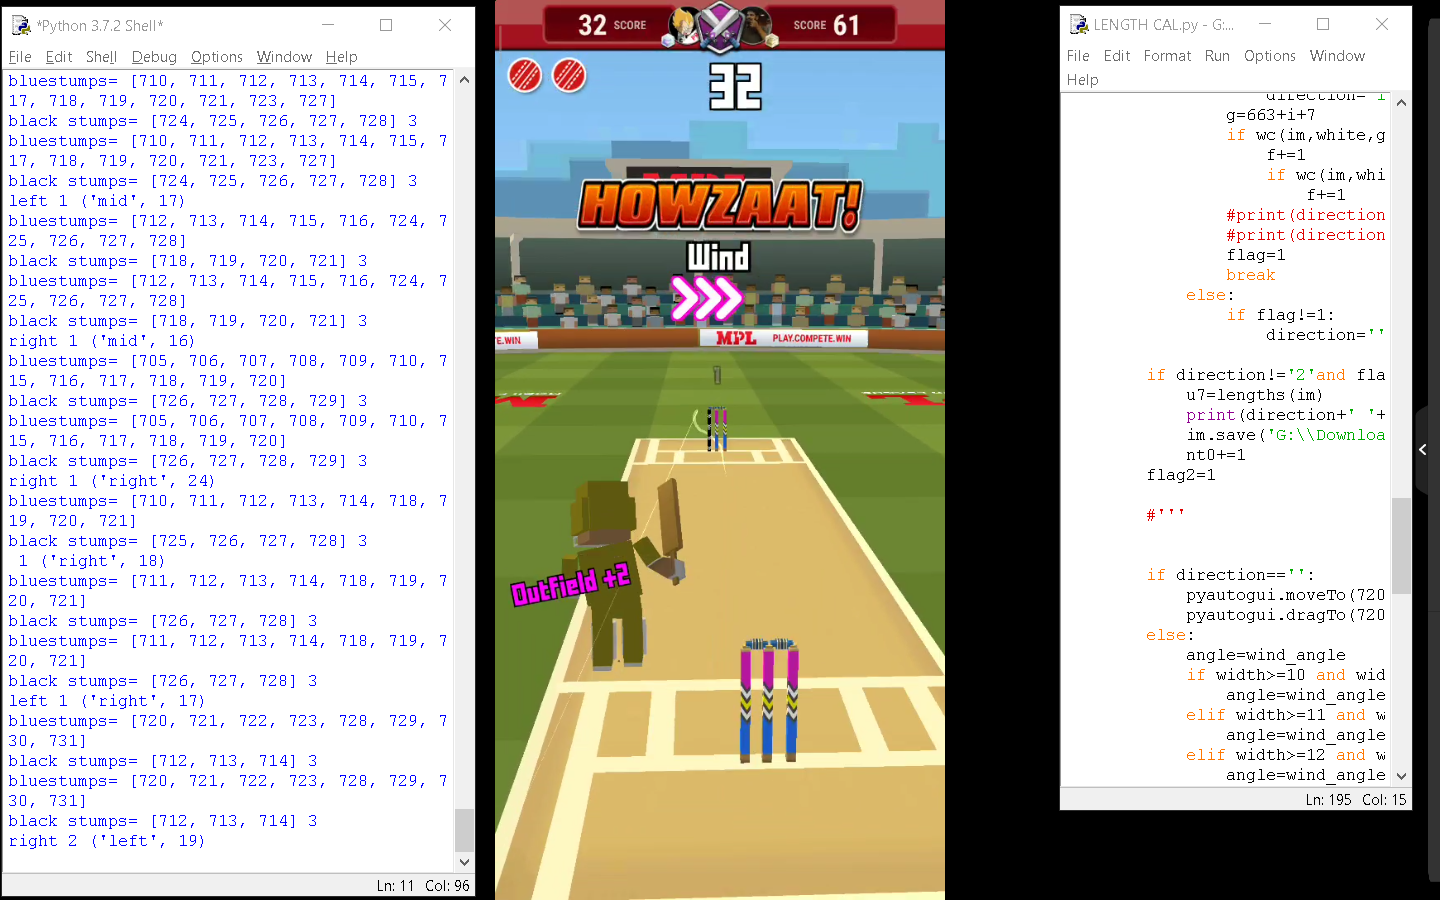 *Python 3.7.2 Shell*
File Edit Shell Debug Options Window Help
bluestumps= [710, 711, 712, 713, 714, 715, 7
17, 718, 719, 720, 721, 723, 727]
black stumps= [724, 725, 726, 727, 728] 3
bluestumps= [710, 711, 712, 713, 714, 715, 7
17, 718, 719, 720, 721, 723, 727]
black stumps= [724, 725, 726, 727, 728] 3
left 1 ('mid', 17)
bluestumps= [712, 713, 714, 715, 716, 724, 7
25, 726, 727, 728]
black stumps= [718, 719, 720, 721] 3
bluestumps= [712, 713, 714, 715, 716, 724, 7
25, 726, 727, 728]
black stumps= [718, 719, 720, 721] 3
right 1 ('mid', 16)
bluestumps= [705, 706, 707, 708, 709, 710, 7
15, 716, 717, 718, 719, 720]
black stumps= [726, 727, 728, 729] 3
bluestumps= [705, 706, 707, 708, 709, 710, 7
15, 716, 717, 718, 719, 720]
black stumps= [726, 727, 728, 729] 3
right 1 ('right', 24)
bluestumps= [710, 711, 712, 713, 714, 718, 7
19, 720, 721]
black stumps= [725, 726, 727, 728] 3
1 ('right', 18)
bluestumps= [711, 712, 713, 714, 718, 719, 7
20, 721]
black stumps= [726, 727, 728] 3
bluestumps= [711, 712, 713, 714, 718, 719, 7
20, 721]
black stumps= [726, 727, 728] 3
left 1 ('right', 17)
bluestumps= [720, 721, 722, 723, 728, 729, 7
30, 731]
black stumps= [712, 713, 714] 3
bluestumps= [720, 721, 722, 723, 728, 729, 7
30, 731]
black stumps= [712, 713, 714] 3
right 2 ('left', 19)
Ln: 11 Col: 96
32 SCORE
SCORE 61
32
HOWZAAT!
Wind
E.WIN
MPL PLAY.COMPETE.WIN
Outfield +2
LENGTH CAL.py - G:...
File Edit Format Run Options Window
Help
direction='i
g=663+i+7
if wc(im,white,g
f+=1
if wc(im,whi
f+=1
#print(direction
#print(direction
flag=1
break
else:
if flag!=1:
direction=''
if direction!='2'and fla
u7=lengths(im)
print(direction+' '+
im.save('G:\\Downloa
nt0+=1
flag2=1
#'''
if direction=='':
pyautogui.moveTo(720
pyautogui.dragTo(720
else:
angle=wind_angle
if width>=10 and wid
angle=wind_angle
elif width>=11 and w
angle=wind_angle
elif width>=12 and w
angle=wind_angle
Ln: 195 Col: 15